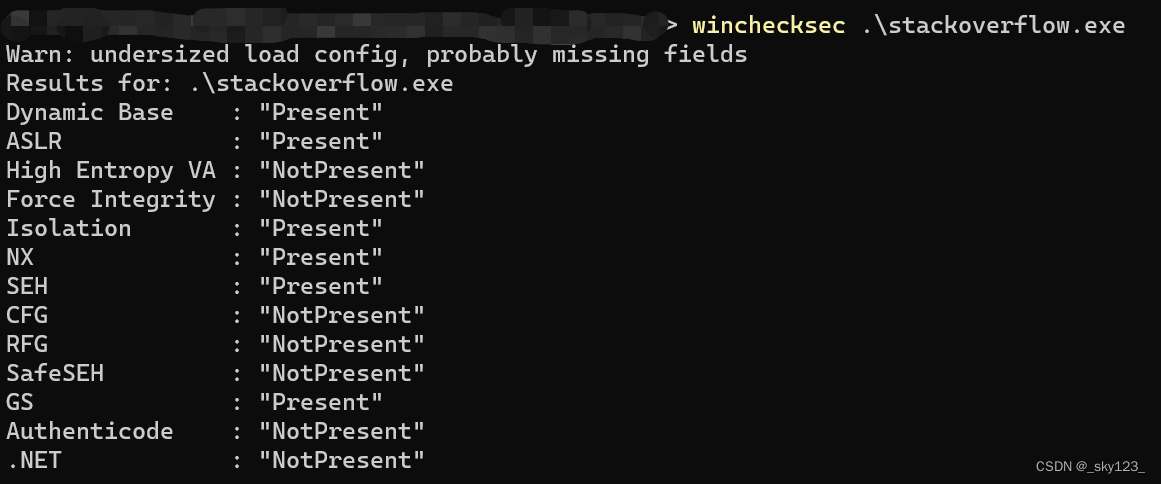 > winchecksec .\stackoverflow.exe
Warn: undersized load config, probably missing fields
Results for: .\stackoverflow.exe
Dynamic Base    : "Present"
ASLR            : "Present"
High Entropy VA : "NotPresent"
Force Integrity : "NotPresent"
Isolation       : "Present"
NX              : "Present"
SEH             : "Present"
CFG             : "NotPresent"
RFG             : "NotPresent"
SafeSEH         : "NotPresent"
GS              : "Present"
Authenticode    : "NotPresent"
.NET            : "NotPresent"
CSDN @_sky123_